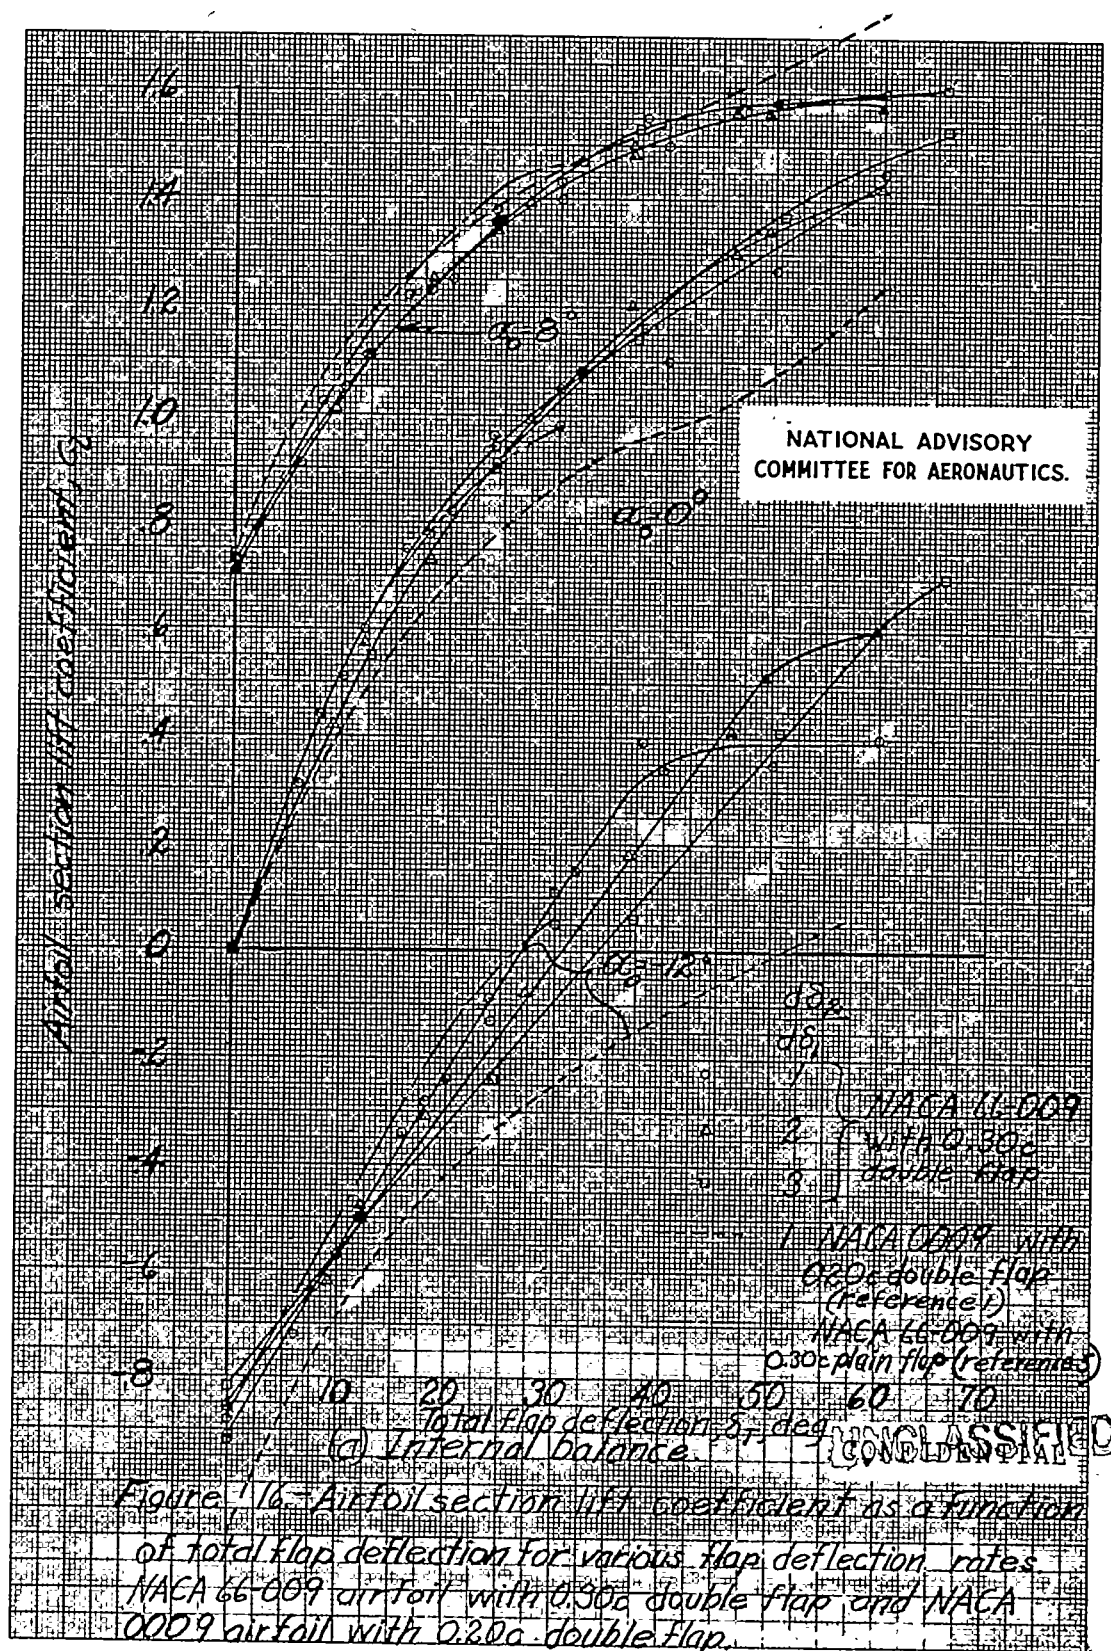 1.6
1.4
1.2
1.0
.8
.6
.4
.2
0
-.2
-.4
-.6
-.8
Airfoil section lift coefficient, cl
α₀=8°
NATIONAL ADVISORY
COMMITTEE FOR AERONAUTICS.
α₀=0°
α₀=-12°
dδ₂
dδ₁
1
2
3
NACA 66-009
with 0.30c
double flap
1 NACA 0009 with
0.20c double flap
(reference 1)
NACA 66-009 with
0.30c plain flap (reference 5)
10 20 30 40 50 60 70
Total flap deflection, δT, deg
(a) Internal balance.
UNCLASSIFIED
CONFIDENTIAL
Figure 16.-Airfoil section lift coefficient as a function
of total flap deflection for various flap deflection rates.
NACA 66-009 airfoil with 0.30c double flap and NACA
0009 airfoil with 0.20c double flap.